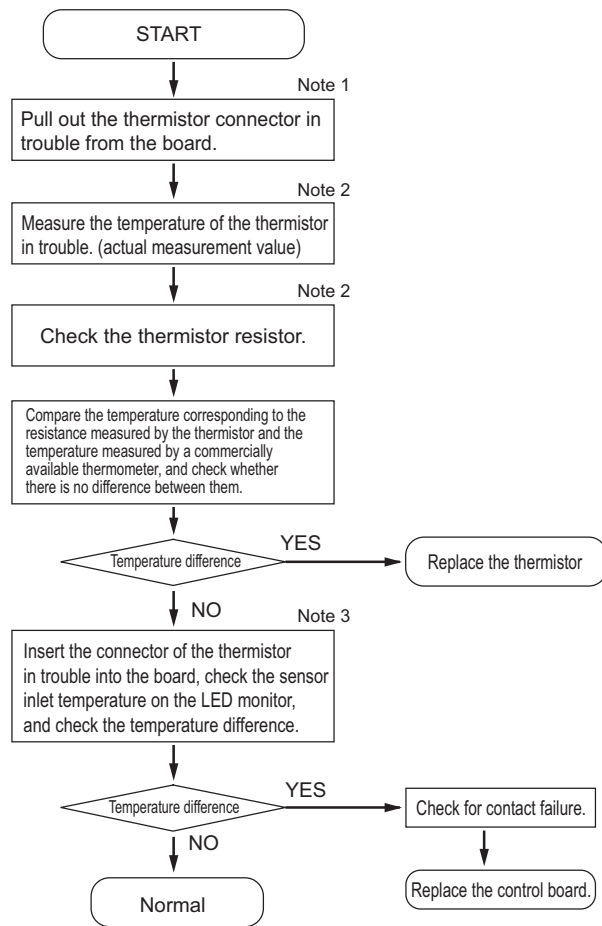 START
Note 1
Pull out the thermistor connector in
trouble from the board.
Note 2
Measure the temperature of the thermistor
in trouble. (actual measurement value)
Note 2
Check the thermistor resistor.
Compare the temperature corresponding to the
resistance measured by the thermistor and the
temperature measured by a commercially
available thermometer, and check whether
there is no difference between them.
Temperature difference
YES
Replace the thermistor
NO
Note 3
Insert the connector of the thermistor
in trouble into the board, check the sensor
inlet temperature on the LED monitor,
and check the temperature difference.
Temperature difference
YES
Check for contact failure.
NO
Replace the control board.
Normal